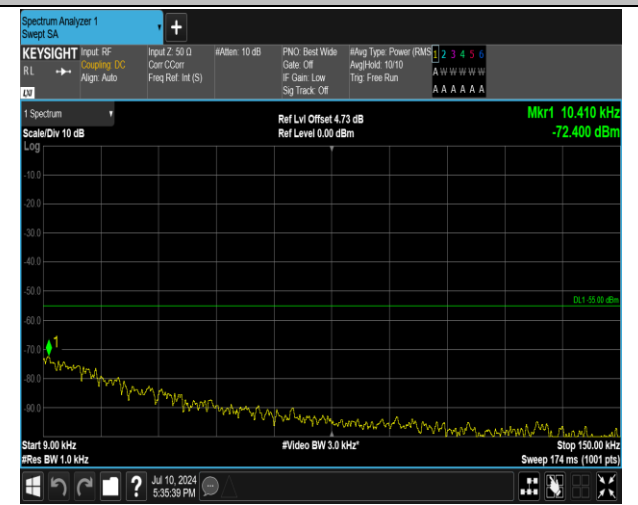 Spectrum Analyzer 1
Swept SA
+
KEYSIGHT Input: RF Input Z: 50 Ω #Atten: 10 dB PNO: Best Wide #Avg Type: Power (RMS 1 2 3 4 5 6
RL Coupling: DC Corr CCorr Gate: Off Avg|Hold: 10/10 A W W W W W
Align: Auto Freq Ref: Int (S) IF Gain: Low Trig: Free Run
Sig Track: Off A A A A A A
1 Spectrum Ref Lvl Offset 4.73 dB Mkr1 10.410 kHz
Scale/Div 10 dB Ref Level 0.00 dBm -72.400 dBm
Log
-10.0
-20.0
-30.0
-40.0
-50.0
DL1 -55.00 dBm
-60.0
1
-70.0
-80.0
-90.0
Start 9.00 kHz #Video BW 3.0 kHz* Stop 150.00 kHz
#Res BW 1.0 kHz Sweep 174 ms (1001 pts)
? Jul 10, 2024
5:35:39 PM